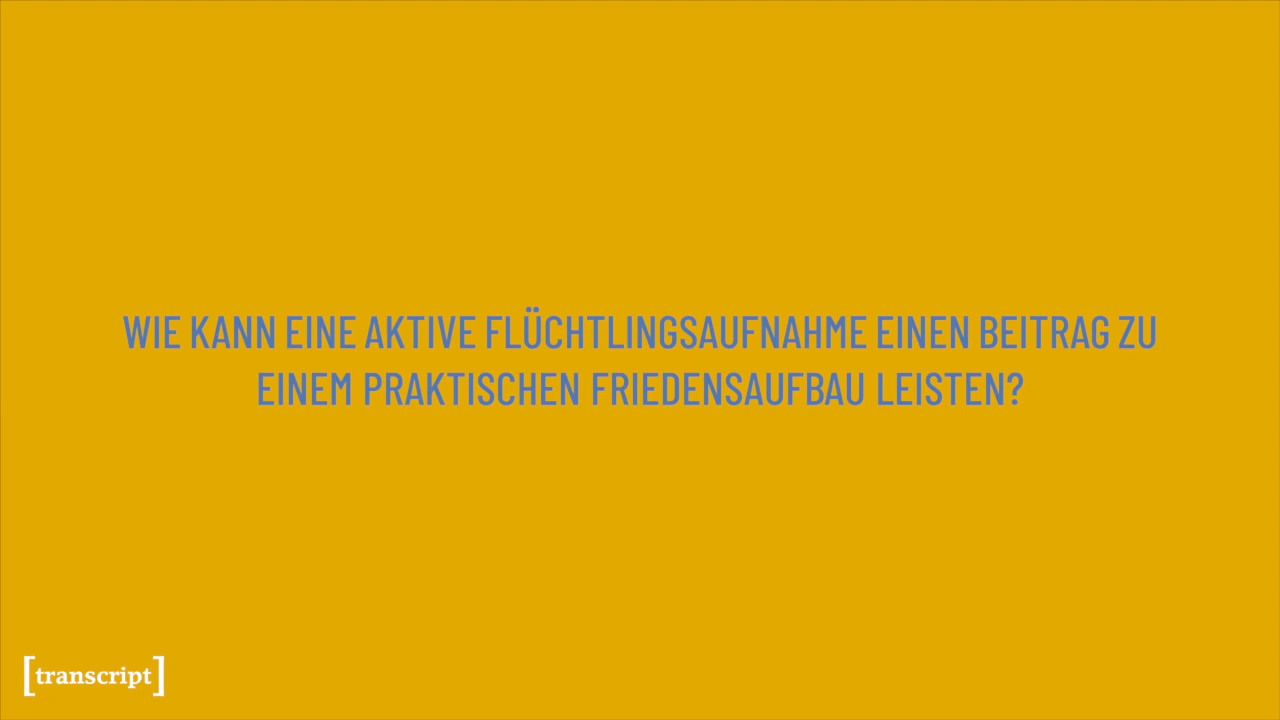 WIE KANN EINE AKTIVE FLÜCHTLINGSAUFNAHME EINEN BEITRAG ZU
EINEM PRAKTISCHEN FRIEDENSAUFBAU LEISTEN?
[transcript]